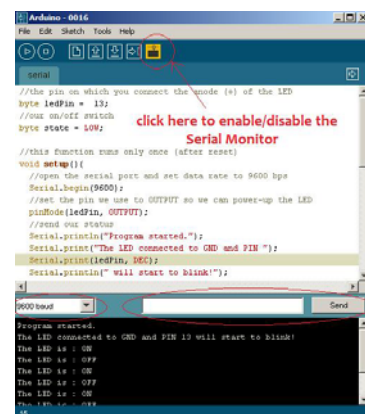 Arduino - 0016
File Edit Sketch Tools Help
serial
//the pin on which you connect the anode (+) of the LED
byte ledPin =  13;
//our on/off switch
byte state = LOW;
click here to enable/disable the
Serial Monitor
//this function runs only once (after reset)
void setup(){
//open the serial port and set data rate to 9600 bps
Serial.begin(9600);
//set the pin we use to OUTPUT so we can power-up the LED
pinMode(ledPin, OUTPUT);
//send our status
Serial.println("Program started.");
Serial.print("The LED connected to GND and PIN ");
Serial.print(ledPin, DEC);
Serial.println(" will start to blink!");
9600 baud
Send
Program started.
The LED connected to GND and PIN 13 will start to blink!
The LED is : ON
The LED is : OFF
The LED is : ON
The LED is : OFF
The LED is : ON
The LED is : OFF